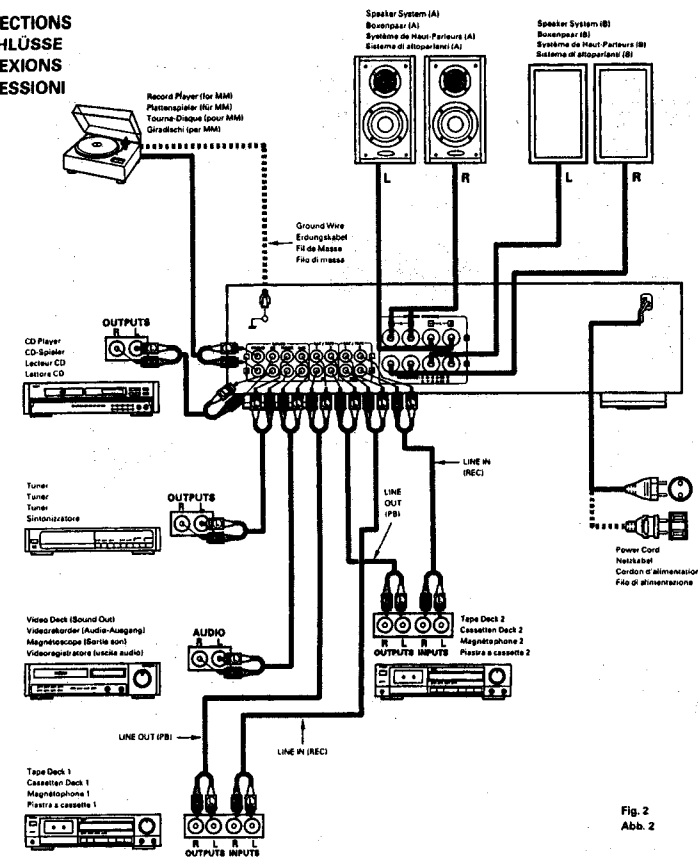 ECTIONS
HLÜSSE
EXIONS
ESSIONI
Speaker System (A)
Boxenpaar (A)
Système de Haut-Parleurs (A)
Sistema di altoparlanti (A)
Speaker System (B)
Boxenpaar (B)
Système de Haut-Parleurs (B)
Sistema di altoparlanti (B)
Record Player (for MM)
Plattenspieler (für MM)
Tourne-Disque (pour MM)
Giradischi (per MM)
L
R
L
R
Ground Wire
Erdungskabel
Fil de Masse
Filo di massa
OUTPUTS
R L
CD Player
CD-Spieler
Lecteur CD
Lettore CD
LINE IN
(REC)
LINE
OUT
(PB)
Tuner
Tuner
Tuner
Sintonizzatore
OUTPUTS
R L
Power Cord
Netzkabel
Cordon d'alimentation
Filo di alimentazione
Video Deck (Sound Out)
Videorekorder (Audio-Ausgang)
Magnétoscope (Sortie son)
Videoregistratore (uscita audio)
AUDIO
R L
R L R L
OUTPUTS INPUTS
Tape Deck 2
Cassetten Deck 2
Magnétophone 2
Piastra a cassette 2
LINE OUT (PB)
LINE IN (REC)
Tape Deck 1
Cassetten Deck 1
Magnétophone 1
Piastra a cassette 1
R L R L
OUTPUTS INPUTS
Fig. 2
Abb. 2